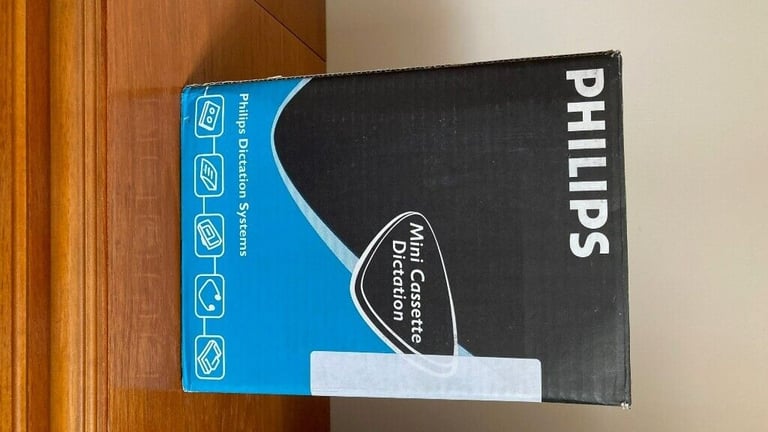 PHILIPS
Mini Cassette
Dictation
Philips Dictation Systems